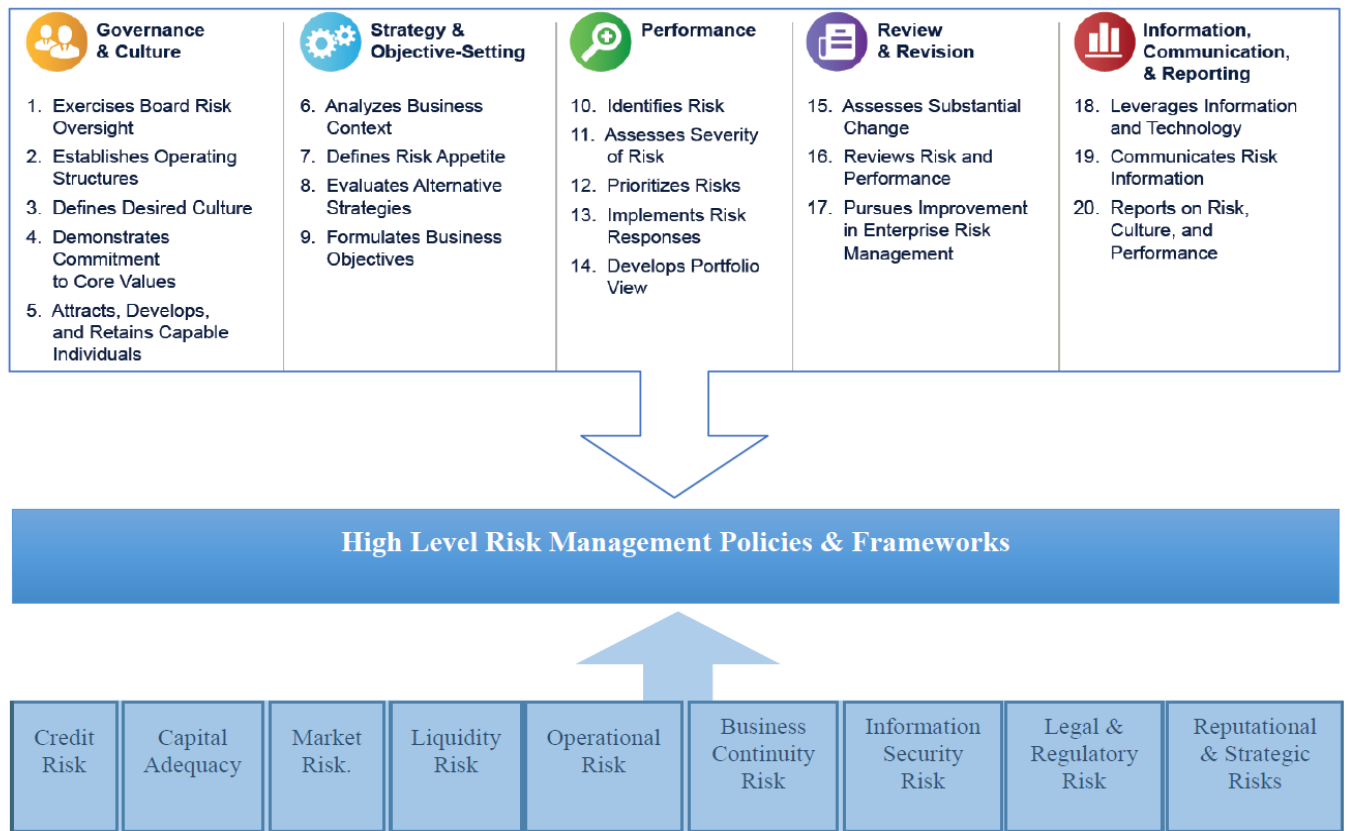 Governance
& Culture
1. Exercises Board Risk
Oversight
2. Establishes Operating
Structures
3. Defines Desired Culture
4. Demonstrates
Commitment
to Core Values
5. Attracts, Develops,
and Retains Capable
Individuals
Strategy &
Objective-Setting
6. Analyzes Business
Context
7. Defines Risk Appetite
8. Evaluates Alternative
Strategies
9. Formulates Business
Objectives
Performance
10. Identifies Risk
11. Assesses Severity
of Risk
12. Prioritizes Risks
13. Implements Risk
Responses
14. Develops Portfolio
View
Review
& Revision
15. Assesses Substantial
Change
16. Reviews Risk and
Performance
17. Pursues Improvement
in Enterprise Risk
Management
Information,
Communication,
& Reporting
18. Leverages Information
and Technology
19. Communicates Risk
Information
20. Reports on Risk,
Culture, and
Performance
High Level Risk Management Policies & Frameworks
Credit
Risk
Capital
Adequacy
Market
Risk.
Liquidity
Risk
Operational
Risk
Business
Continuity
Risk
Information
Security
Risk
Legal &
Regulatory
Risk
Reputational
& Strategic
Risks